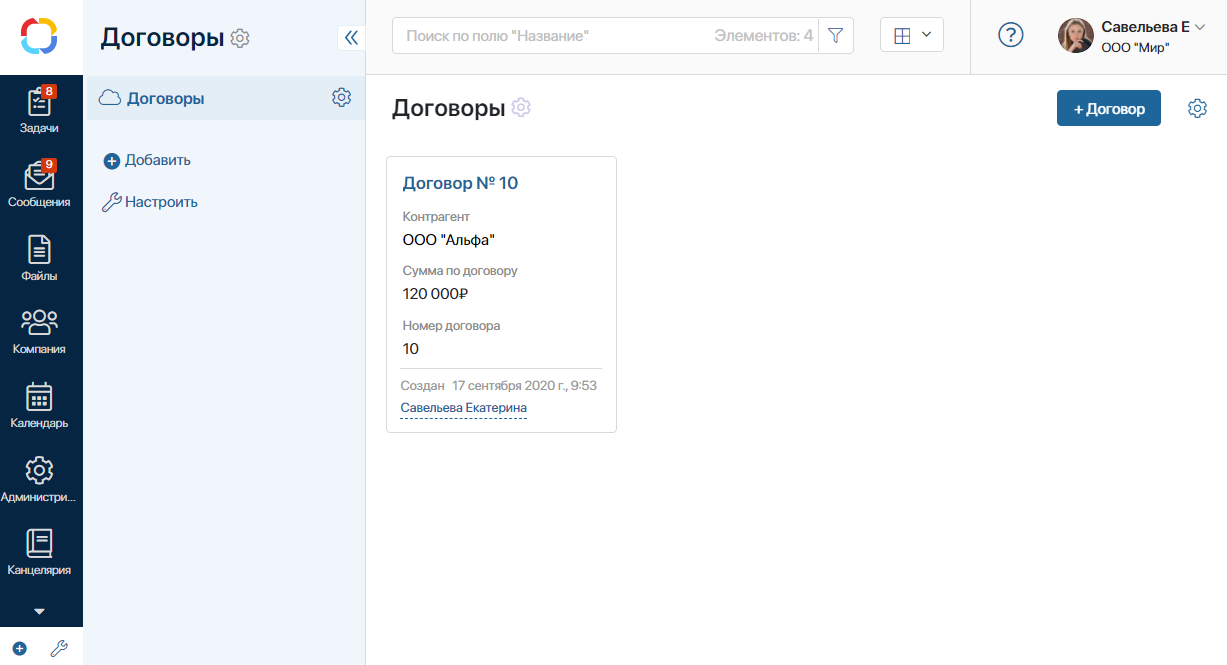 Договоры
Поиск по полю "Название"
Элементов: 4
Савельева Е
ООО "Мир"
8
Задачи
9
Сообщения
Файлы
Компания
Календарь
Администри...
Канцелярия
Договоры
Добавить
Настроить
Договоры
+ Договор
Договор № 10
Контрагент
ООО "Альфа"
Сумма по договору
120 000₽
Номер договора
10
Создан 17 сентября 2020 г., 9:53
Савельева Екатерина